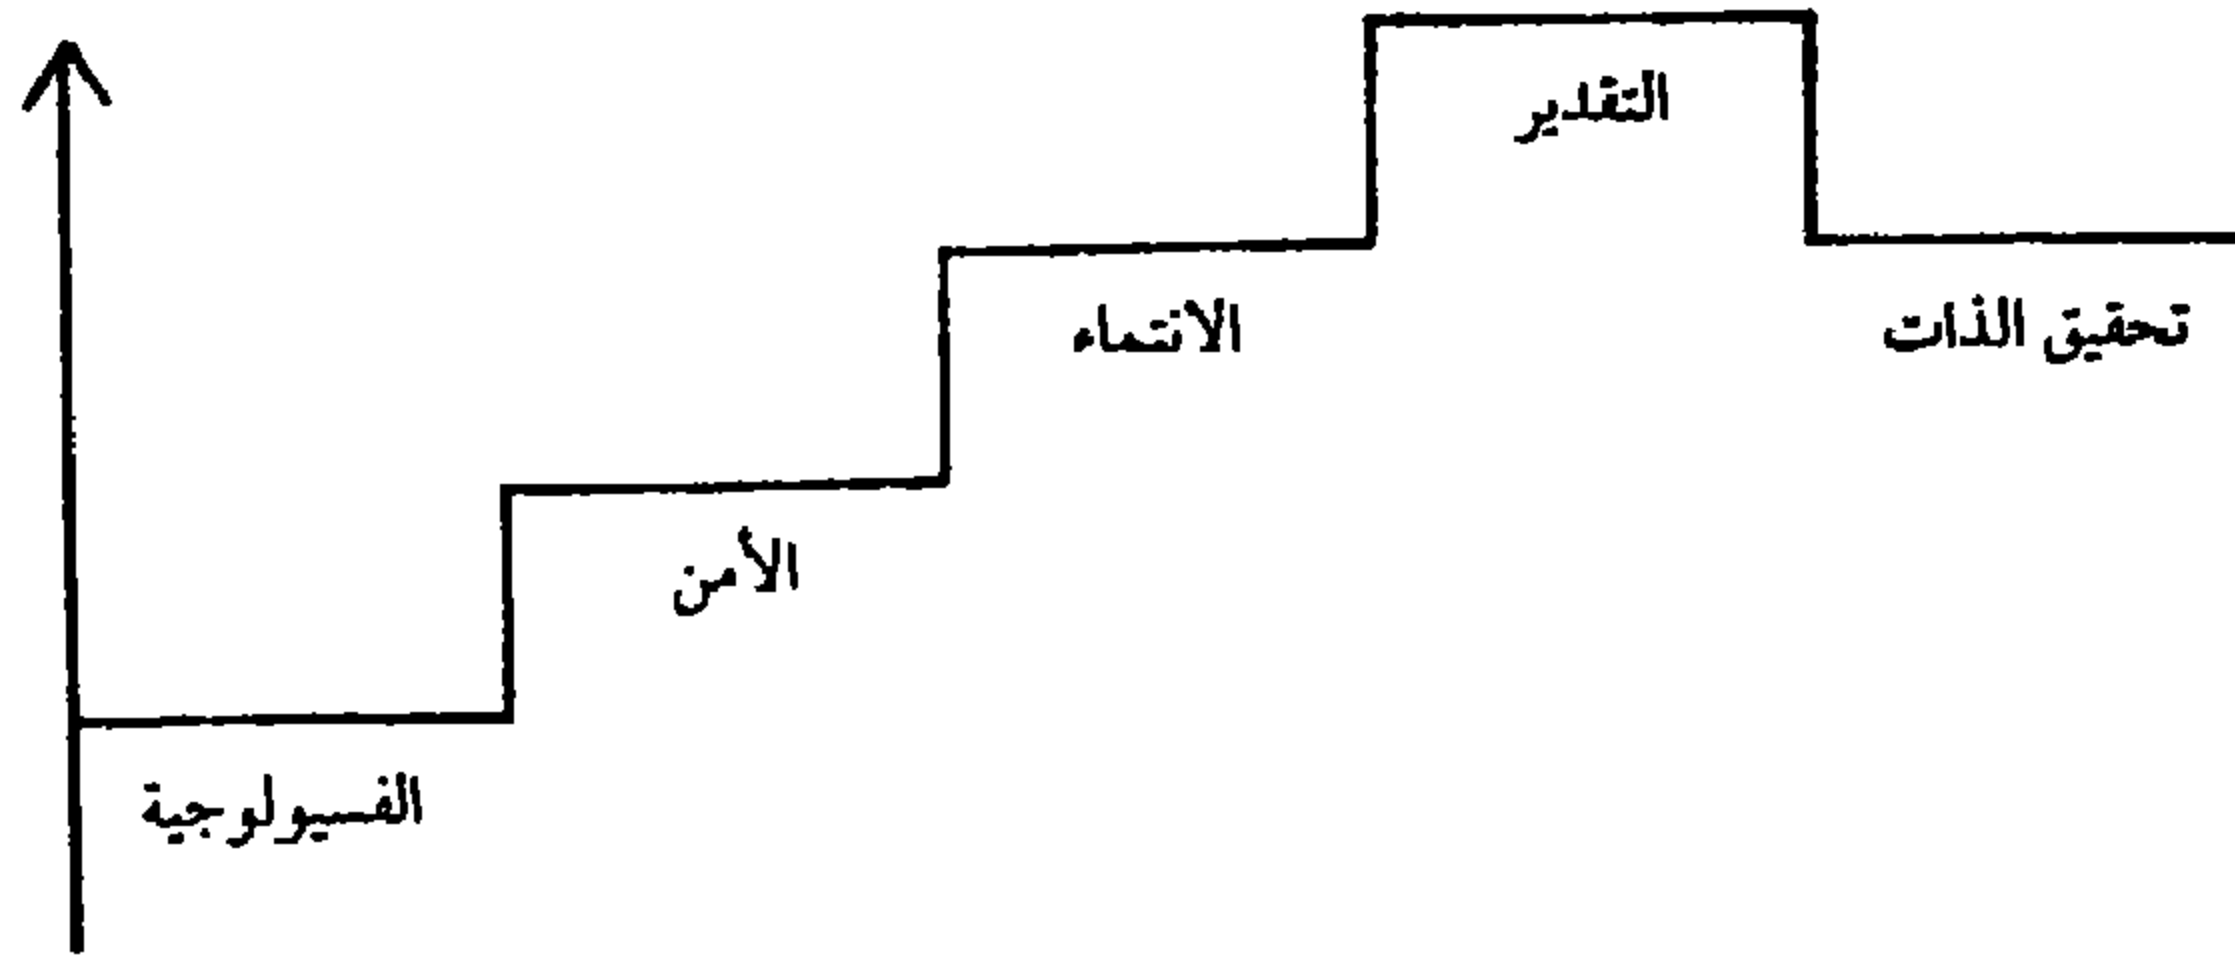 التقدير
الانتماء
تحقيق الذات
الأمن
الفسيولوجية